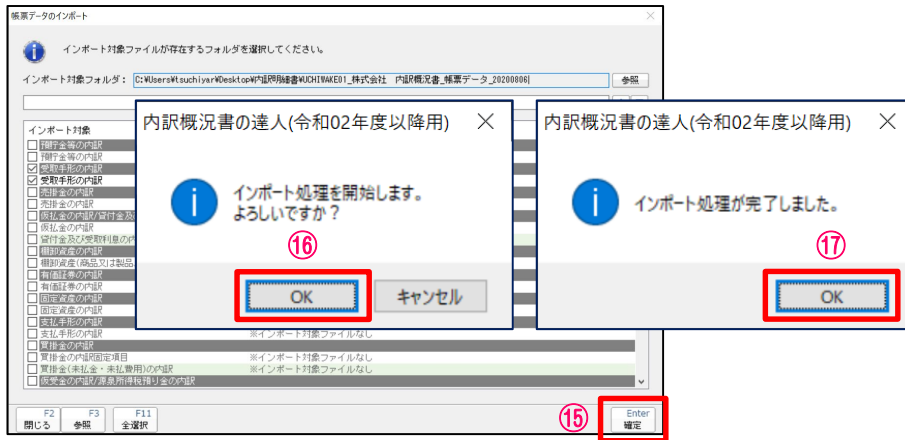 帳票データのインポート
インポート対象ファイルが存在するフォルダを選択してください。
インポート対象フォルダ： C:¥Users¥tsuchiyar¥Desktop¥内訳明細書¥UCHIWAKE01_株式会社　内訳概況書_帳票データ_20200806 参照
インポート対象
預貯金等の内訳
預貯金等の内訳
受取手形の内訳
受取手形の内訳
売掛金の内訳
売掛金の内訳
仮払金の内訳/貸付金及
仮払金の内訳
貸付金及び受取利息の内
棚卸資産の内訳
棚卸資産(商品又は製品
有価証券の内訳
有価証券の内訳
固定資産の内訳
固定資産の内訳
支払手形の内訳
支払手形の内訳 ※インポート対象ファイルなし
買掛金の内訳
買掛金の内訳固定項目 ※インポート対象ファイルなし
買掛金(未払金・未払費用)の内訳 ※インポート対象ファイルなし
仮受金の内訳/源泉所得税預り金の内訳
F2 閉じる
F3 参照
F11 全選択
⑮
Enter 確定
内訳概況書の達人(令和02年度以降用)
インポート処理を開始します。
よろしいですか？
⑯
OK キャンセル
内訳概況書の達人(令和02年度以降用)
インポート処理が完了しました。
⑰
OK